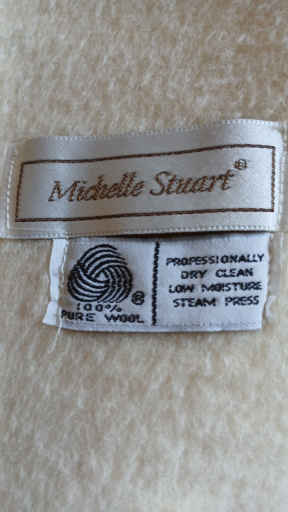 Michelle Stuart®
100%
PURE WOOL
®
PROFESSIONALLY
DRY CLEAN
LOW MOISTURE
STEAM PRESS